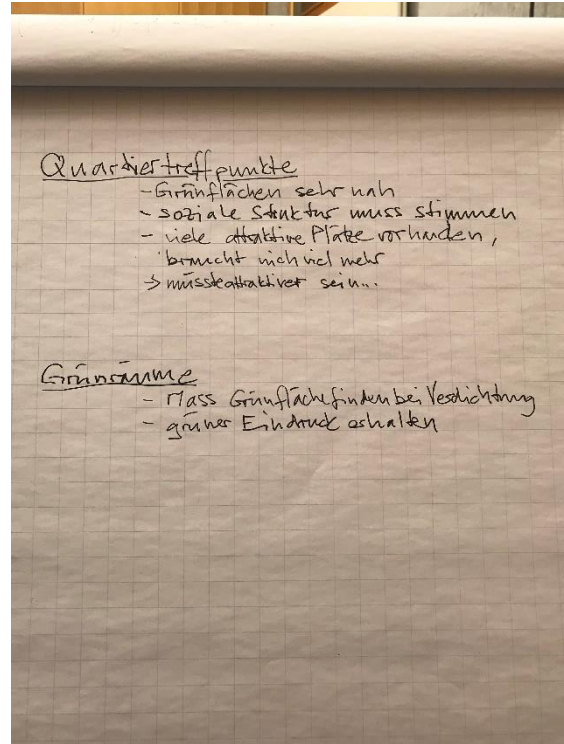 Quartiertreffpunkte
- Grünflächen sehr nah
- soziale Struktur muss stimmen
- viele attraktive Plätze vorhanden,
braucht nich viel mehr
-> müsste attraktiver sein...
Grünräume
- Mass Grünfläche finden bei Verdichtung
- grüner Eindruck erhalten